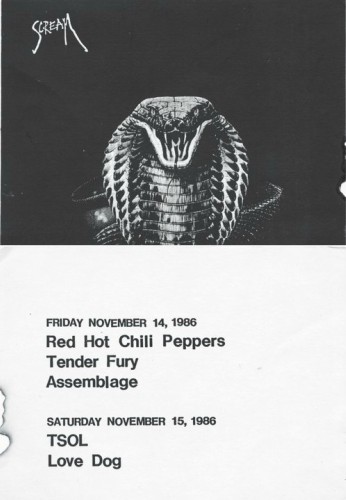 SCREAM
FRIDAY NOVEMBER 14, 1986
Red Hot Chili Peppers
Tender Fury
Assemblage
SATURDAY NOVEMBER 15, 1986
TSOL
Love Dog